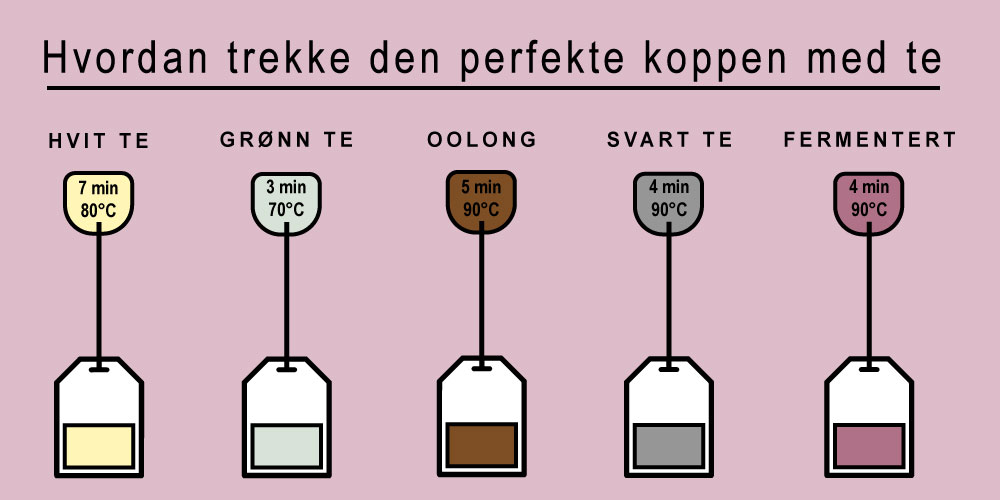 Hvordan trekke den perfekte koppen med te
HVIT TE
7 min
80°C
GRØNN TE
3 min
70°C
OOLONG
5 min
90°C
SVART TE
4 min
90°C
FERMENTERT
4 min
90°C